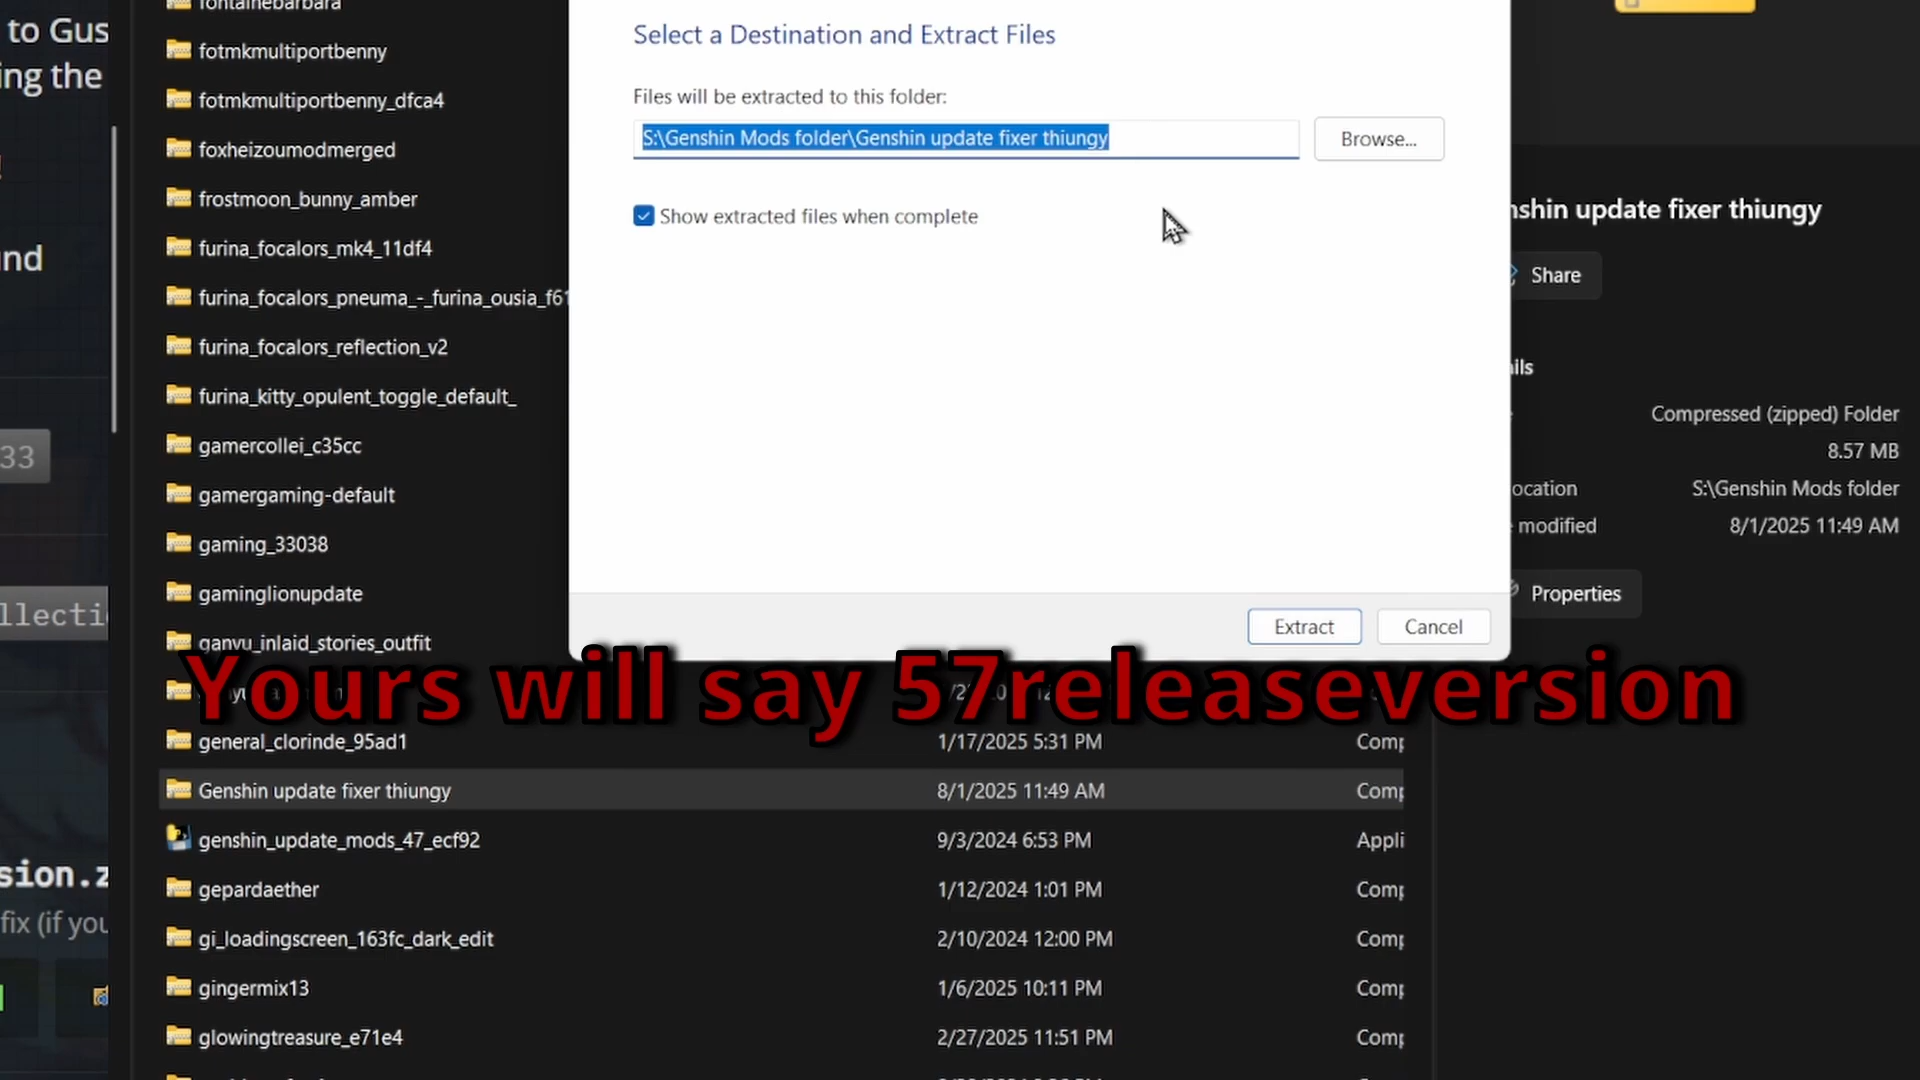 to Gus
ing the
!
und
33
llecti
sion.z
fix (if you
fontainebarbara
fotmkmultiportbenny
fotmkmultiportbenny_dfca4
foxheizoumodmerged
frostmoon_bunny_amber
furina_focalors_mk4_11df4
furina_focalors_pneuma_-_furina_ousia_f61
furina_focalors_reflection_v2
furina_kitty_opulent_toggle_default_
gamercollei_c35cc
gamergaming-default
gaming_33038
gaminglionupdate
ganyu_inlaid_stories_outfit
general_clorinde_95ad1 1/17/2025 5:31 PM Comp
Genshin update fixer thiungy 8/1/2025 11:49 AM Comp
genshin_update_mods_47_ecf92 9/3/2024 6:53 PM Appli
gepardaether 1/12/2024 1:01 PM Comp
gi_loadingscreen_163fc_dark_edit 2/10/2024 12:00 PM Comp
gingermix13 1/6/2025 10:11 PM Comp
glowingtreasure_e71e4 2/27/2025 11:51 PM Comp
Select a Destination and Extract Files
Files will be extracted to this folder:
S:\Genshin Mods folder\Genshin update fixer thiungy
Browse...
Show extracted files when complete
Extract Cancel
Yours will say 57releaseversion
nshin update fixer thiungy
Share
ils
Compressed (zipped) Folder
8.57 MB
ocation S:\Genshin Mods folder
modified 8/1/2025 11:49 AM
Properties